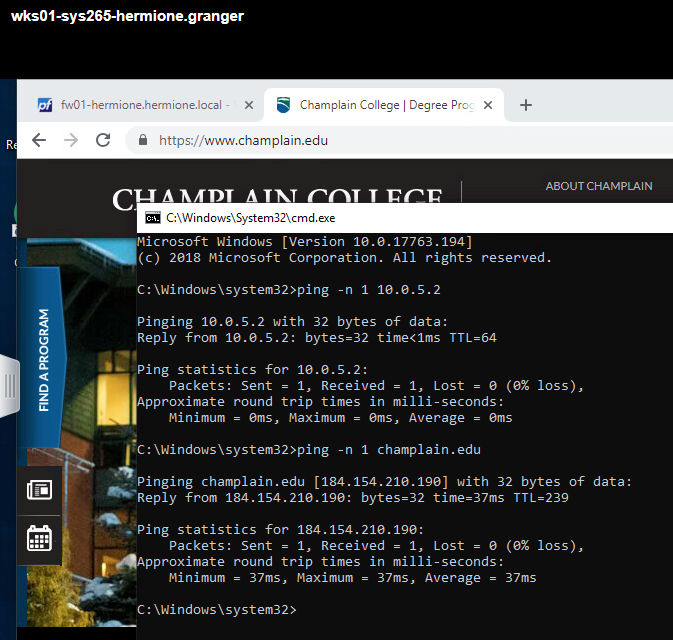 wks01-sys265-hermione.granger
fw01-hermione.hermione.local -
Champlain College | Degree Prog
https://www.champlain.edu
CHAMPLAIN COLLEGE
ABOUT CHAMPLAIN
FIND A PROGRAM
C:\Windows\System32\cmd.exe
Microsoft Windows [Version 10.0.17763.194]
(c) 2018 Microsoft Corporation. All rights reserved.
C:\Windows\system32>ping -n 1 10.0.5.2
Pinging 10.0.5.2 with 32 bytes of data:
Reply from 10.0.5.2: bytes=32 time<1ms TTL=64
Ping statistics for 10.0.5.2:
Packets: Sent = 1, Received = 1, Lost = 0 (0% loss),
Approximate round trip times in milli-seconds:
Minimum = 0ms, Maximum = 0ms, Average = 0ms
C:\Windows\system32>ping -n 1 champlain.edu
Pinging champlain.edu [184.154.210.190] with 32 bytes of data:
Reply from 184.154.210.190: bytes=32 time=37ms TTL=239
Ping statistics for 184.154.210.190:
Packets: Sent = 1, Received = 1, Lost = 0 (0% loss),
Approximate round trip times in milli-seconds:
Minimum = 37ms, Maximum = 37ms, Average = 37ms
C:\Windows\system32>